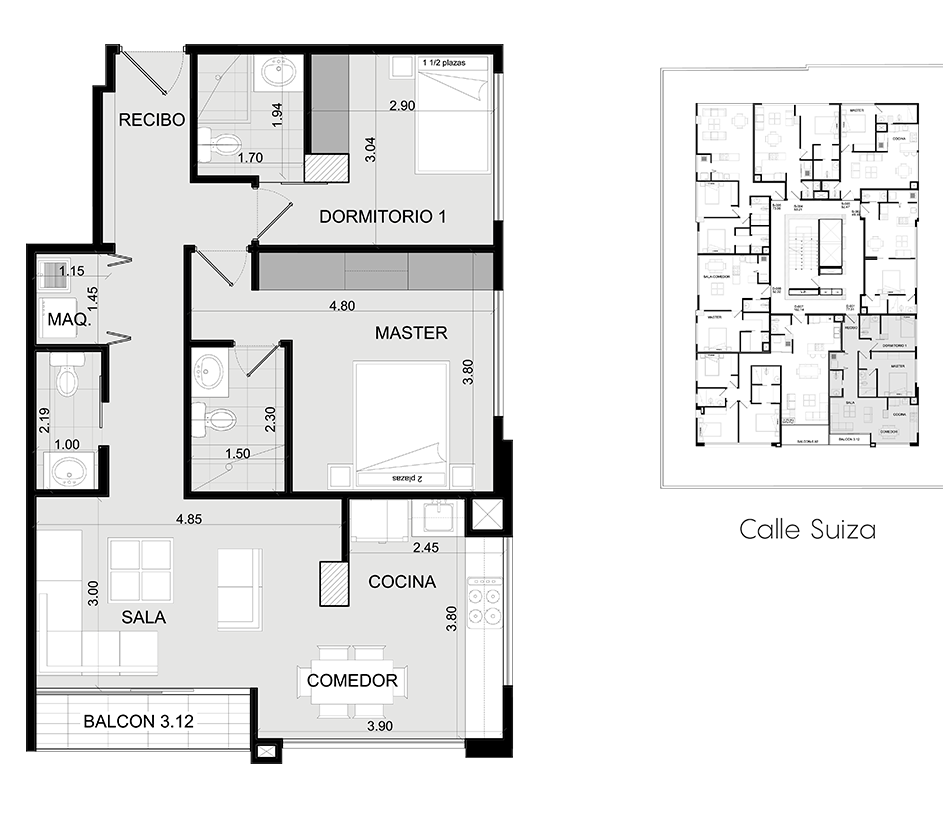 RECIBO
1 1/2 plazas
1.94
2.90
1.70
3.04
DORMITORIO 1
1.15
1.45
MAQ.
4.80
MASTER
3.80
2.19
1.00
2.30
1.50
2 plazas
4.85
2.45
3.00
COCINA
SALA
3.80
COMEDOR
BALCON 3.12
3.90
MASTER
COCINA
SALA COMEDOR
MASTER
RECIBO
DORMITORIO 1
MASTER
SALA
COCINA
COMEDOR
BALCON 3.12
Calle Suiza